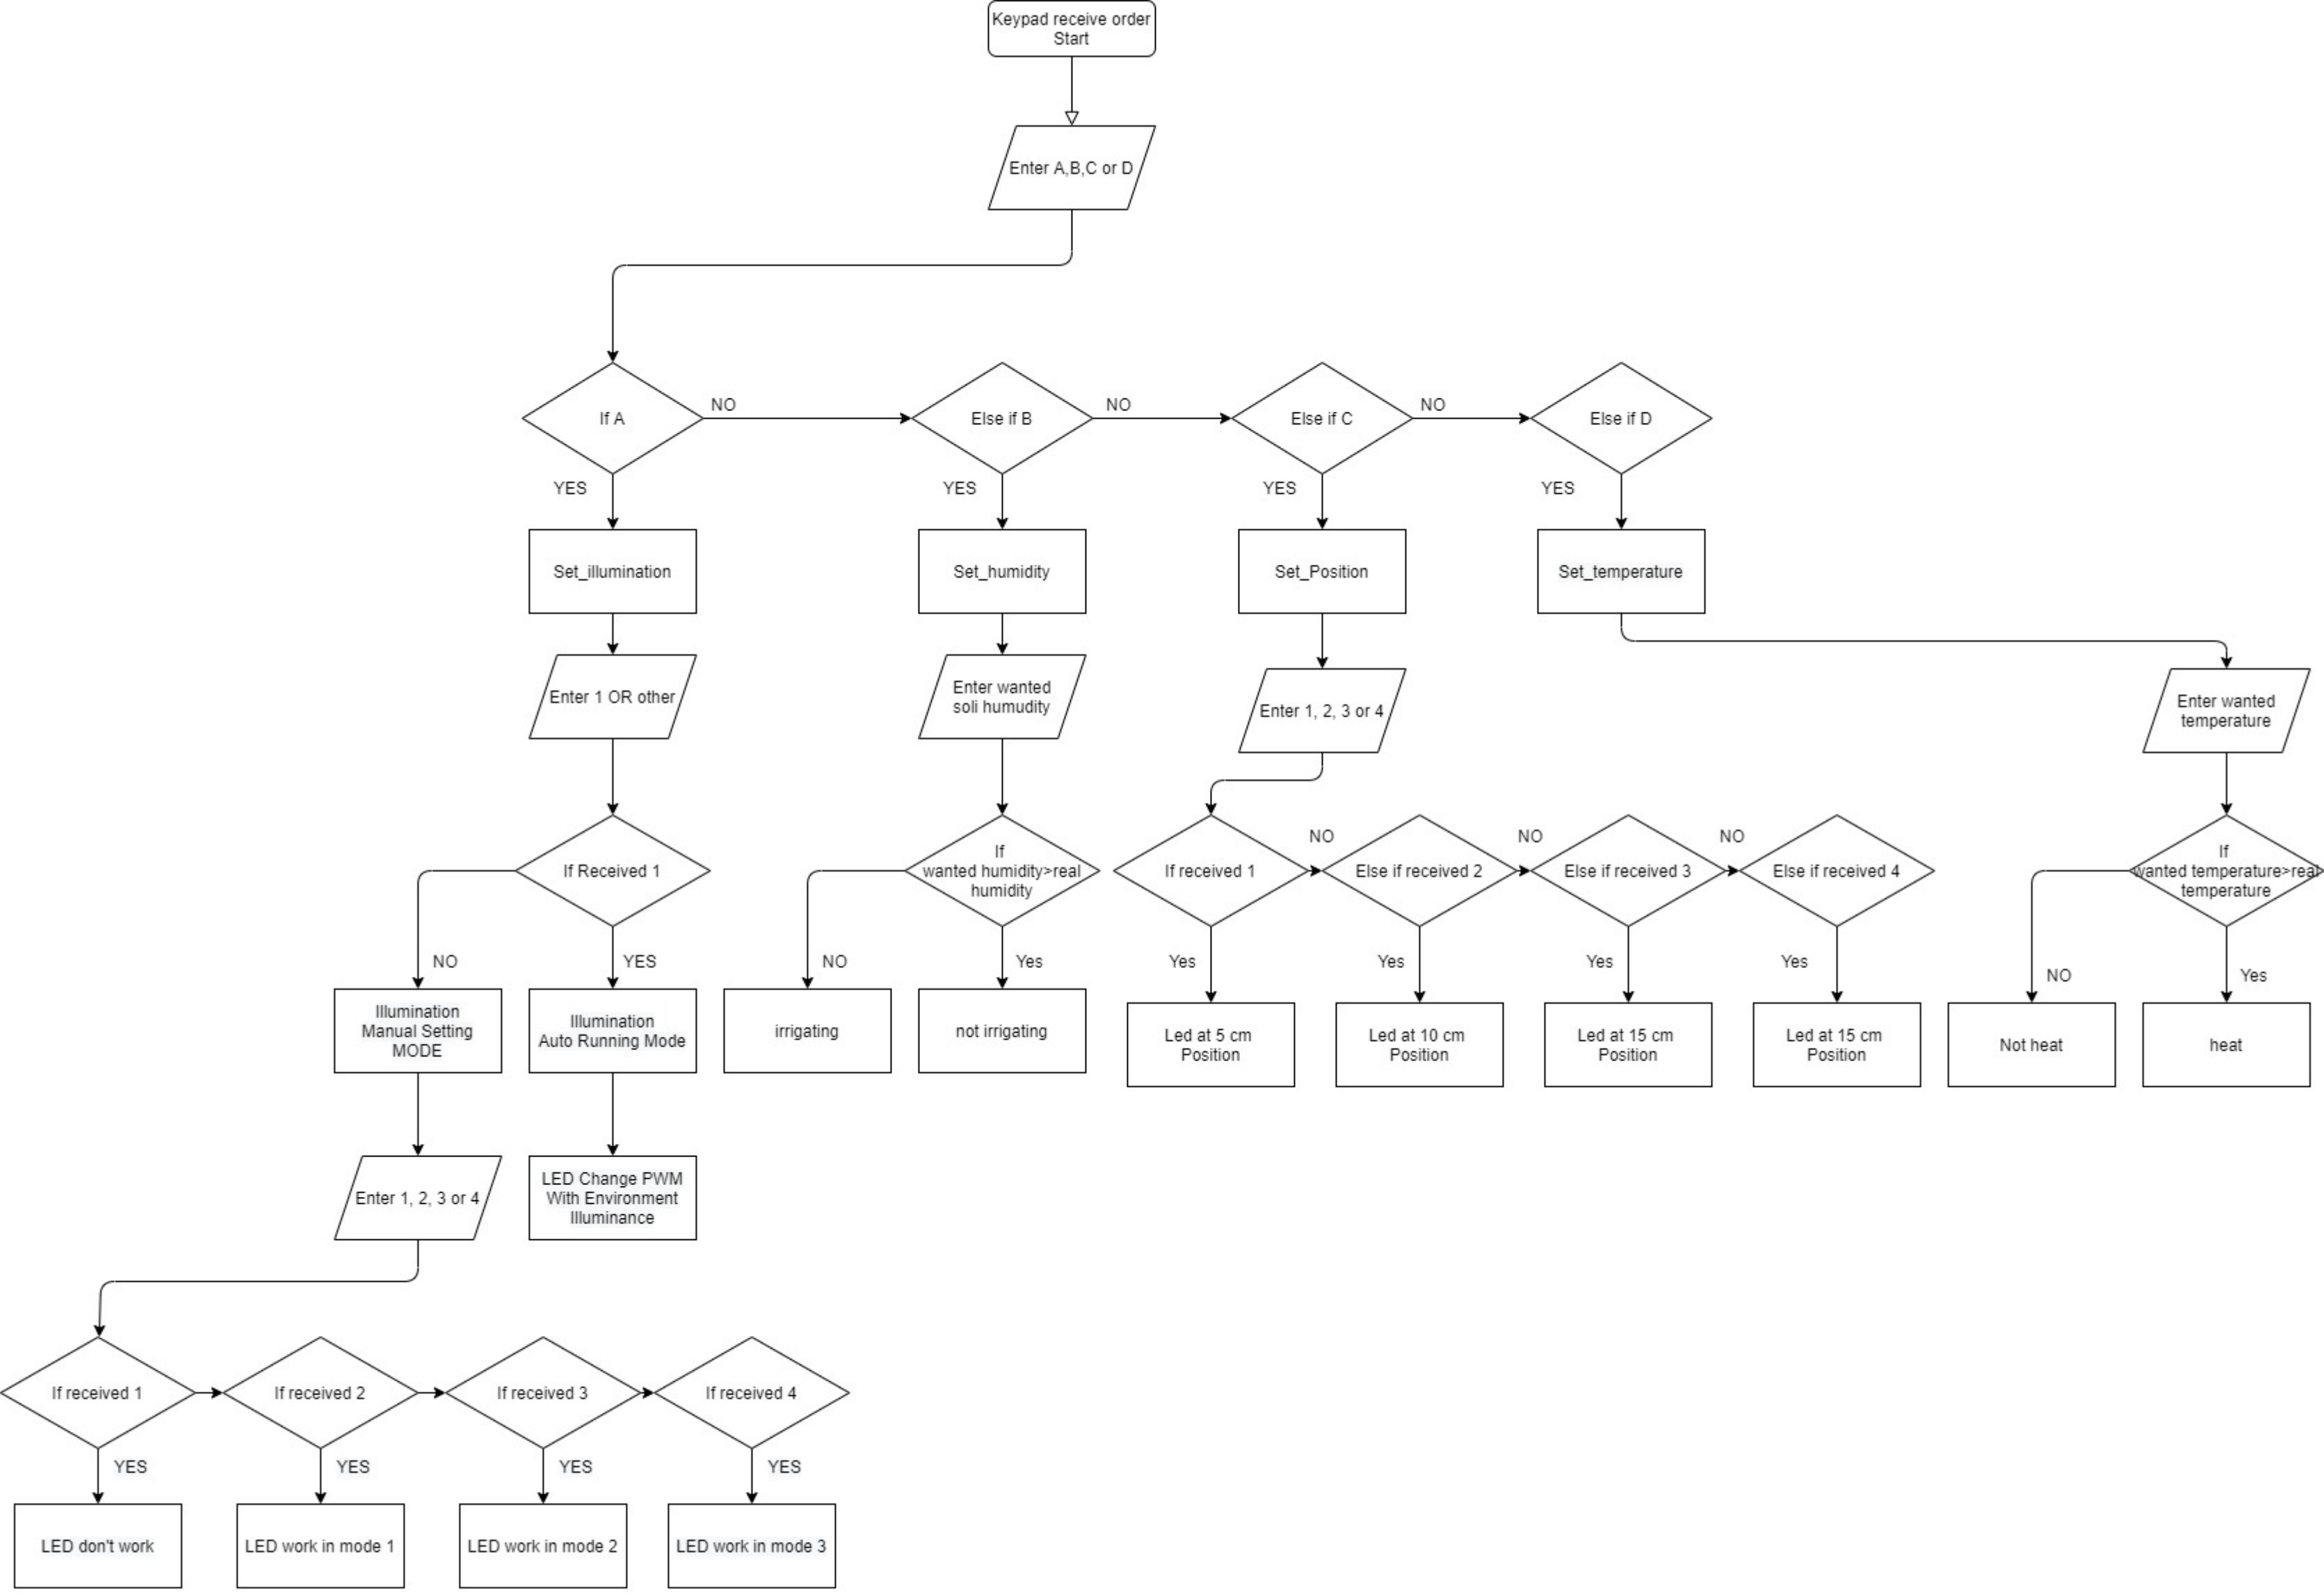 Keypad receive order
Start
Enter A,B,C or D
If A
NO
Else if B
NO
Else if C
NO
Else if D
YES
YES
YES
YES
Set_illumination
Set_humidity
Set_Position
Set_temperature
Enter 1 OR other
Enter wanted
soli humudity
Enter 1, 2, 3 or 4
Enter wanted
temperature
If Received 1
If
wanted humidity>real
humidity
If received 1
NO
Else if received 2
NO
Else if received 3
NO
Else if received 4
If
wanted temperature>real
temperature
NO
YES
NO
Yes
Yes
Yes
Yes
Yes
NO
Yes
Illumination
Manual Setting
MODE
Illumination
Auto Running Mode
irrigating
not irrigating
Led at 5 cm
Position
Led at 10 cm
Position
Led at 15 cm
Position
Led at 15 cm
Position
Not heat
heat
Enter 1, 2, 3 or 4
LED Change PWM
With Environment
Illuminance
If received 1
If received 2
If received 3
If received 4
YES
YES
YES
YES
LED don't work
LED work in mode 1
LED work in mode 2
LED work in mode 3